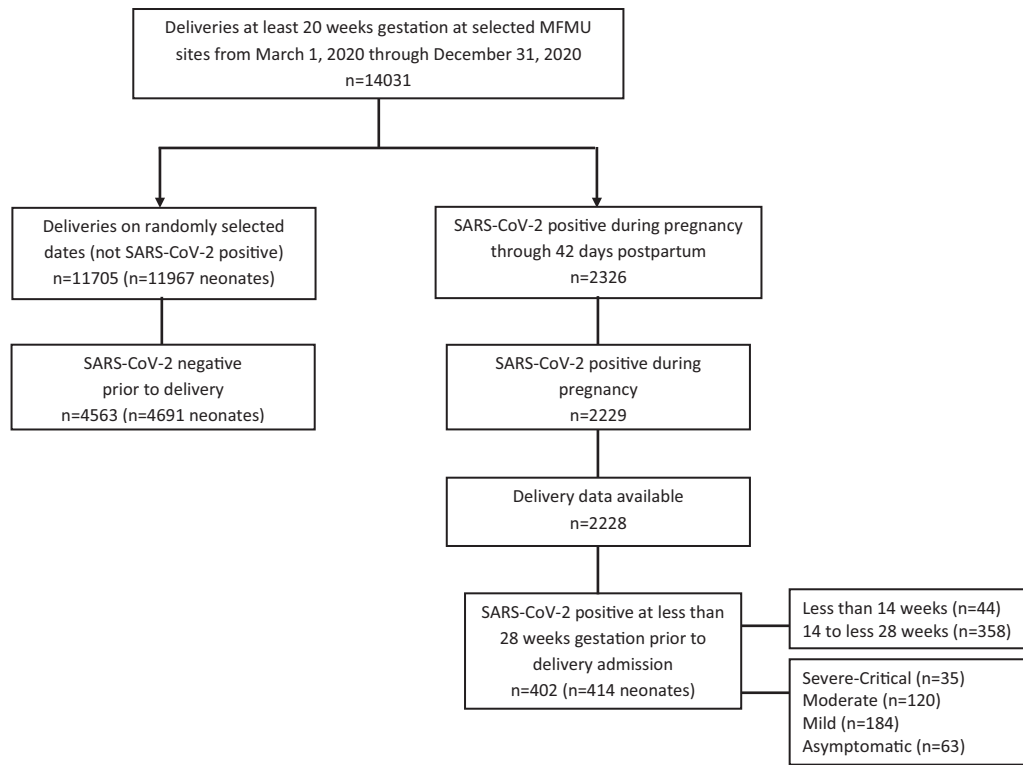 Deliveries at least 20 weeks gestation at selected MFMU
sites from March 1, 2020 through December 31, 2020
n=14031
Deliveries on randomly selected
dates (not SARS-CoV-2 positive)
n=11705 (n=11967 neonates)
SARS-CoV-2 positive during pregnancy
through 42 days postpartum
n=2326
SARS-CoV-2 negative
prior to delivery
n=4563 (n=4691 neonates)
SARS-CoV-2 positive during
pregnancy
n=2229
Delivery data available
n=2228
SARS-CoV-2 positive at less than
28 weeks gestation prior to
delivery admission
n=402 (n=414 neonates)
Less than 14 weeks (n=44)
14 to less 28 weeks (n=358)
Severe-Critical (n=35)
Moderate (n=120)
Mild (n=184)
Asymptomatic (n=63)